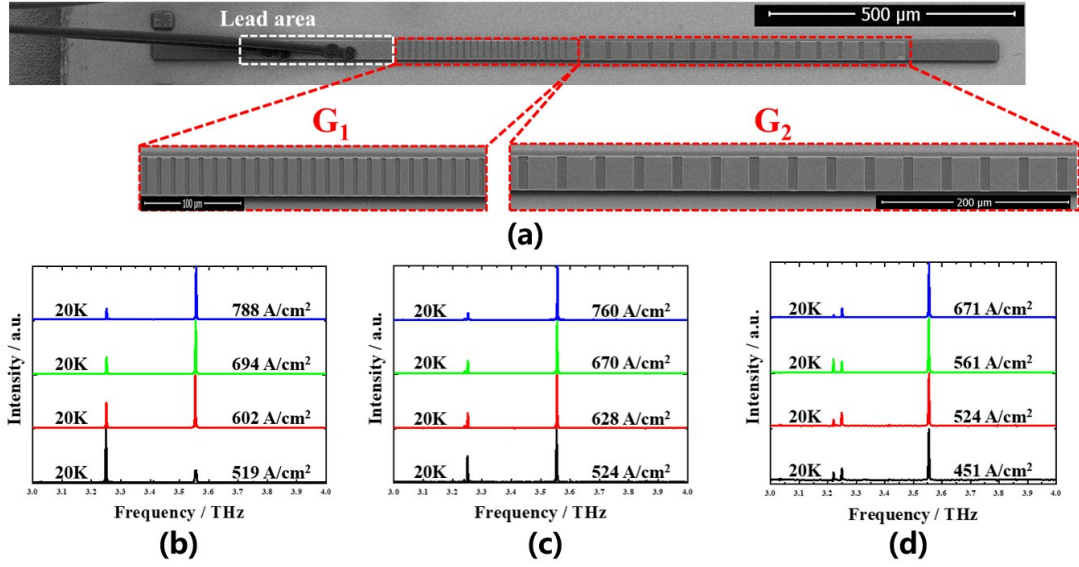 Lead area
500 µm
G1
G2
100 µm
200 µm
(a)
Intensity / a.u.
20K 788 A/cm²
20K 694 A/cm²
20K 602 A/cm²
20K 519 A/cm²
3.0 3.1 3.2 3.3 3.4 3.5 3.6 3.7 3.8 3.9 4.0
Frequency / THz
(b)
Intensity / a.u.
20K 760 A/cm²
20K 670 A/cm²
20K 628 A/cm²
20K 524 A/cm²
3.0 3.1 3.2 3.3 3.4 3.5 3.6 3.7 3.8 3.9 4.0
Frequency / THz
(c)
Intensity / a.u.
20K 671 A/cm²
20K 561 A/cm²
20K 524 A/cm²
20K 451 A/cm²
3.0 3.1 3.2 3.3 3.4 3.5 3.6 3.7 3.8 3.9 4.0
Frequency / THz
(d)